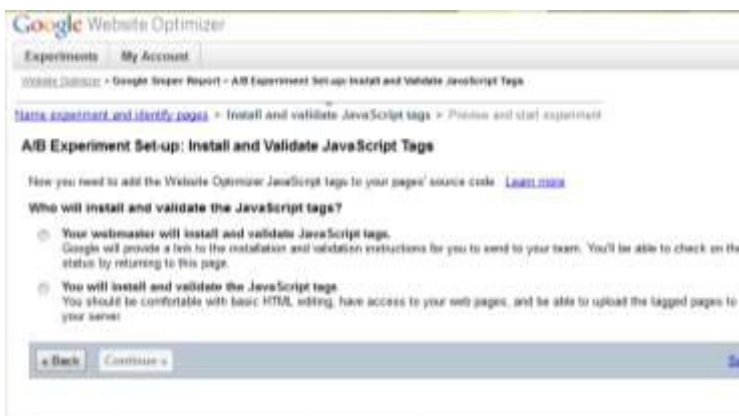 Google Website Optimizer
Experiments My Account
Website Optimizer > Google Sniper Report > A/B Experiment Set-up: Install and Validate JavaScript Tags
Name experiment and identify pages > Install and validate JavaScript tags > Preview and start experiment
A/B Experiment Set-up: Install and Validate JavaScript Tags
Now you need to add the Website Optimizer JavaScript tags to your pages' source code. Learn more
Who will install and validate the JavaScript tags?
Your webmaster will install and validate JavaScript tags.
Google will provide a link to the installation and validation instructions for you to send to your team. You'll be able to check on the
status by returning to this page.
You will install and validate the JavaScript tags
You should be comfortable with basic HTML editing, have access to your web pages, and be able to upload the tagged pages to
your server.
« Back Continue »